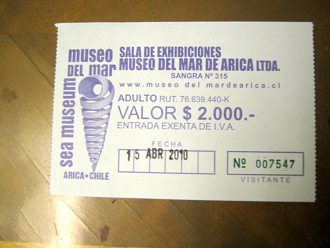 museo
DEL mar
sea museum
ARICA - CHILE
SALA DE EXHIBICIONES
MUSEO DEL MAR DE ARICA LTDA.
SANGRA Nº 315
www.museo del mardearica.cl
ADULTO RUT. 76.639.440-K
VALOR $ 2.000.-
ENTRADA EXENTA DE I.V.A.
FECHA
15 ABR 2010
Nº 007547
VISITANTE